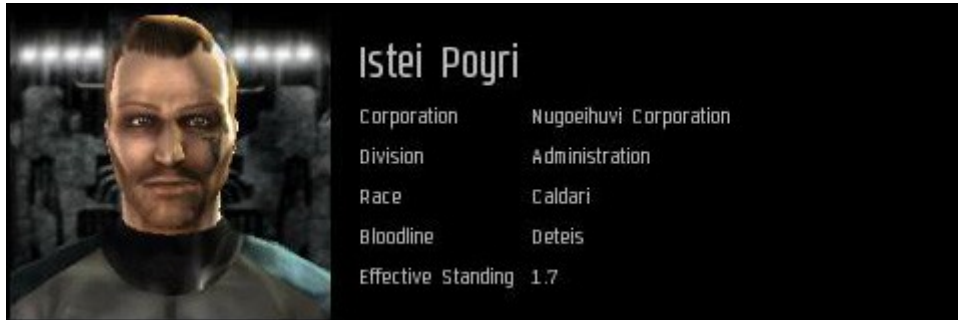 Istei Poyri
Corporation Nugoeihuvi Corporation
Division Administration
Race Caldari
Bloodline Deteis
Effective Standing 1.7